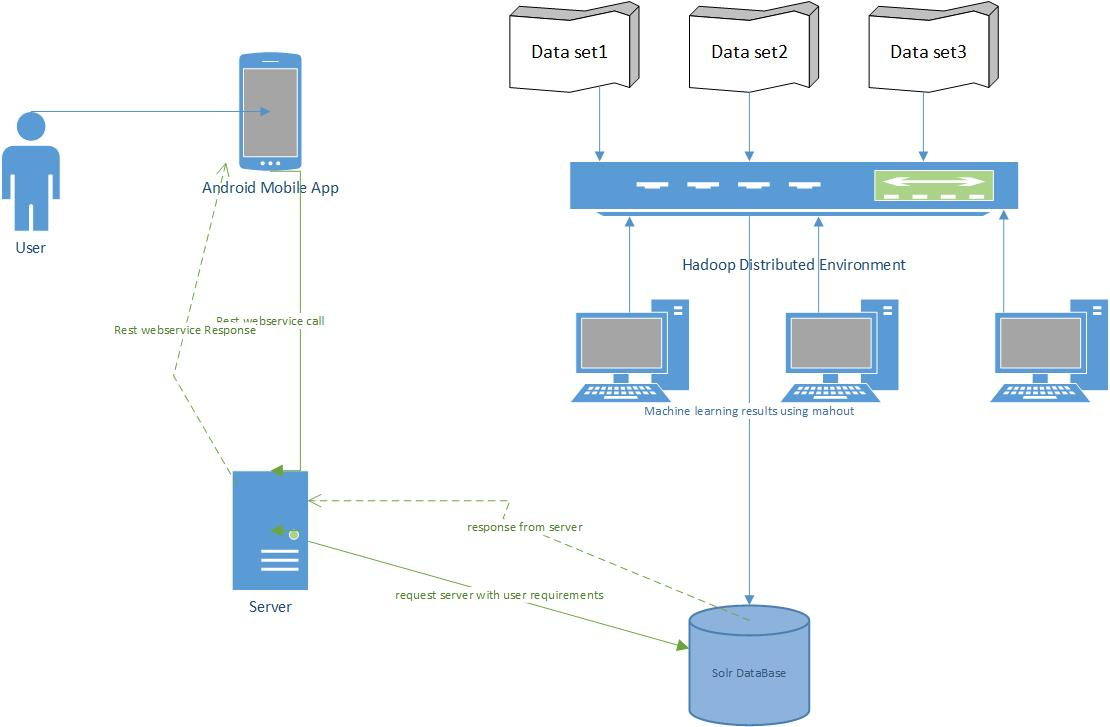 Data set1
Data set2
Data set3
Android Mobile App
User
Hadoop Distributed Environment
Rest webservice call
Rest webservice Response
Machine learning results using mahout
response from server
request server with user requirements
Server
Solr DataBase